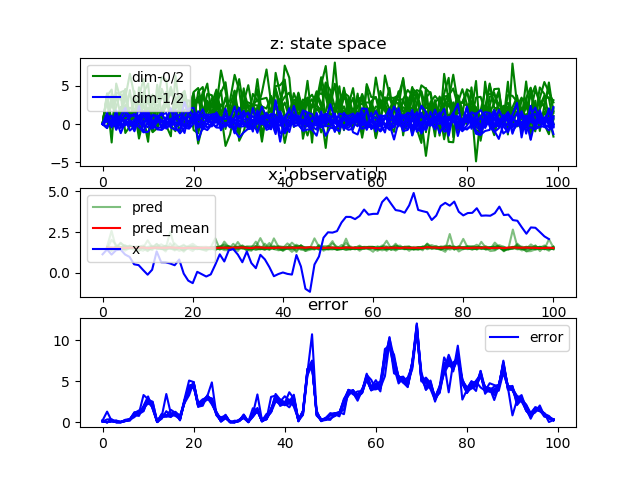 z: state space
dim-0/2
dim-1/2
5
0
−5
0 20 40 60 80 100
x: observation
pred
pred_mean
x
5.0
2.5
0.0
0 20 40 60 80 100
error
error
10
5
0
0 20 40 60 80 100